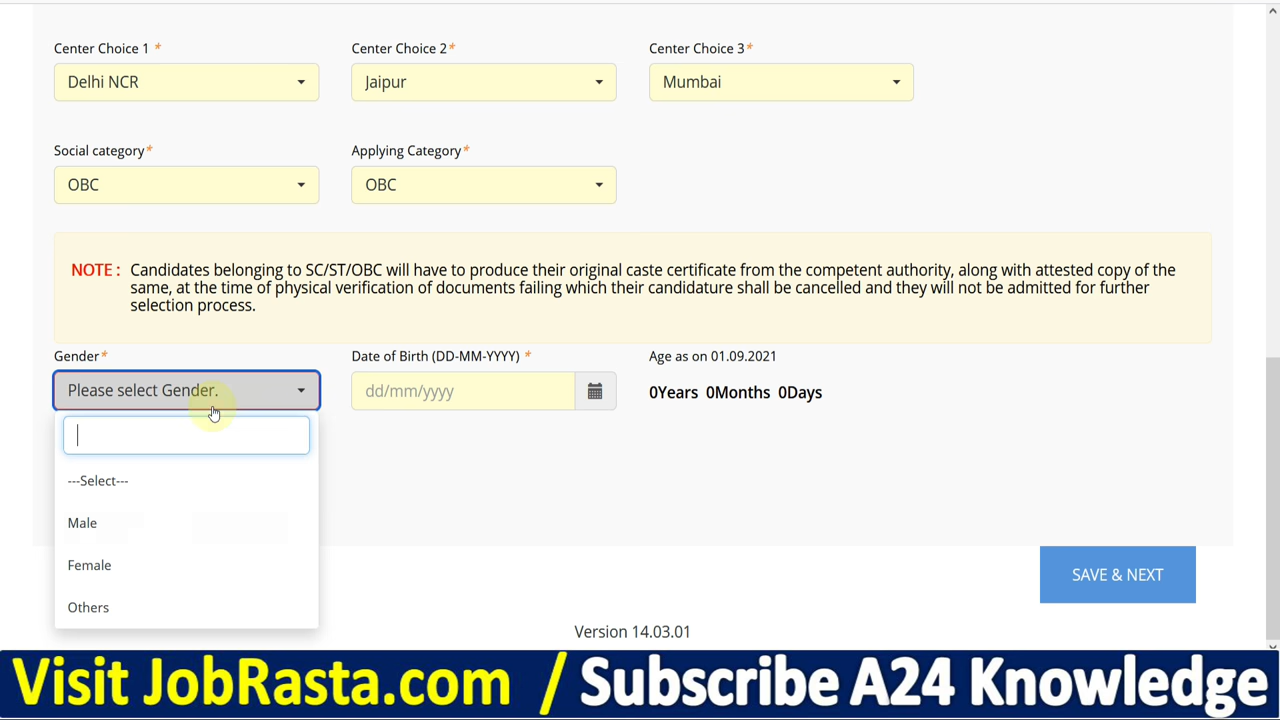 Center Choice 1 * Center Choice 2* Center Choice 3*
Delhi NCR Jaipur Mumbai
Social category* Applying Category*
OBC OBC
NOTE : Candidates belonging to SC/ST/OBC will have to produce their original caste certificate from the competent authority, along with attested copy of the
same, at the time of physical verification of documents failing which their candidature shall be cancelled and they will not be admitted for further
selection process.
Gender* Date of Birth (DD-MM-YYYY) * Age as on 01.09.2021
Please select Gender. dd/mm/yyyy 0Years 0Months 0Days
---Select---
Male
Female
Others
SAVE & NEXT
Version 14.03.01
Visit JobRasta.com / Subscribe A24 Knowledge